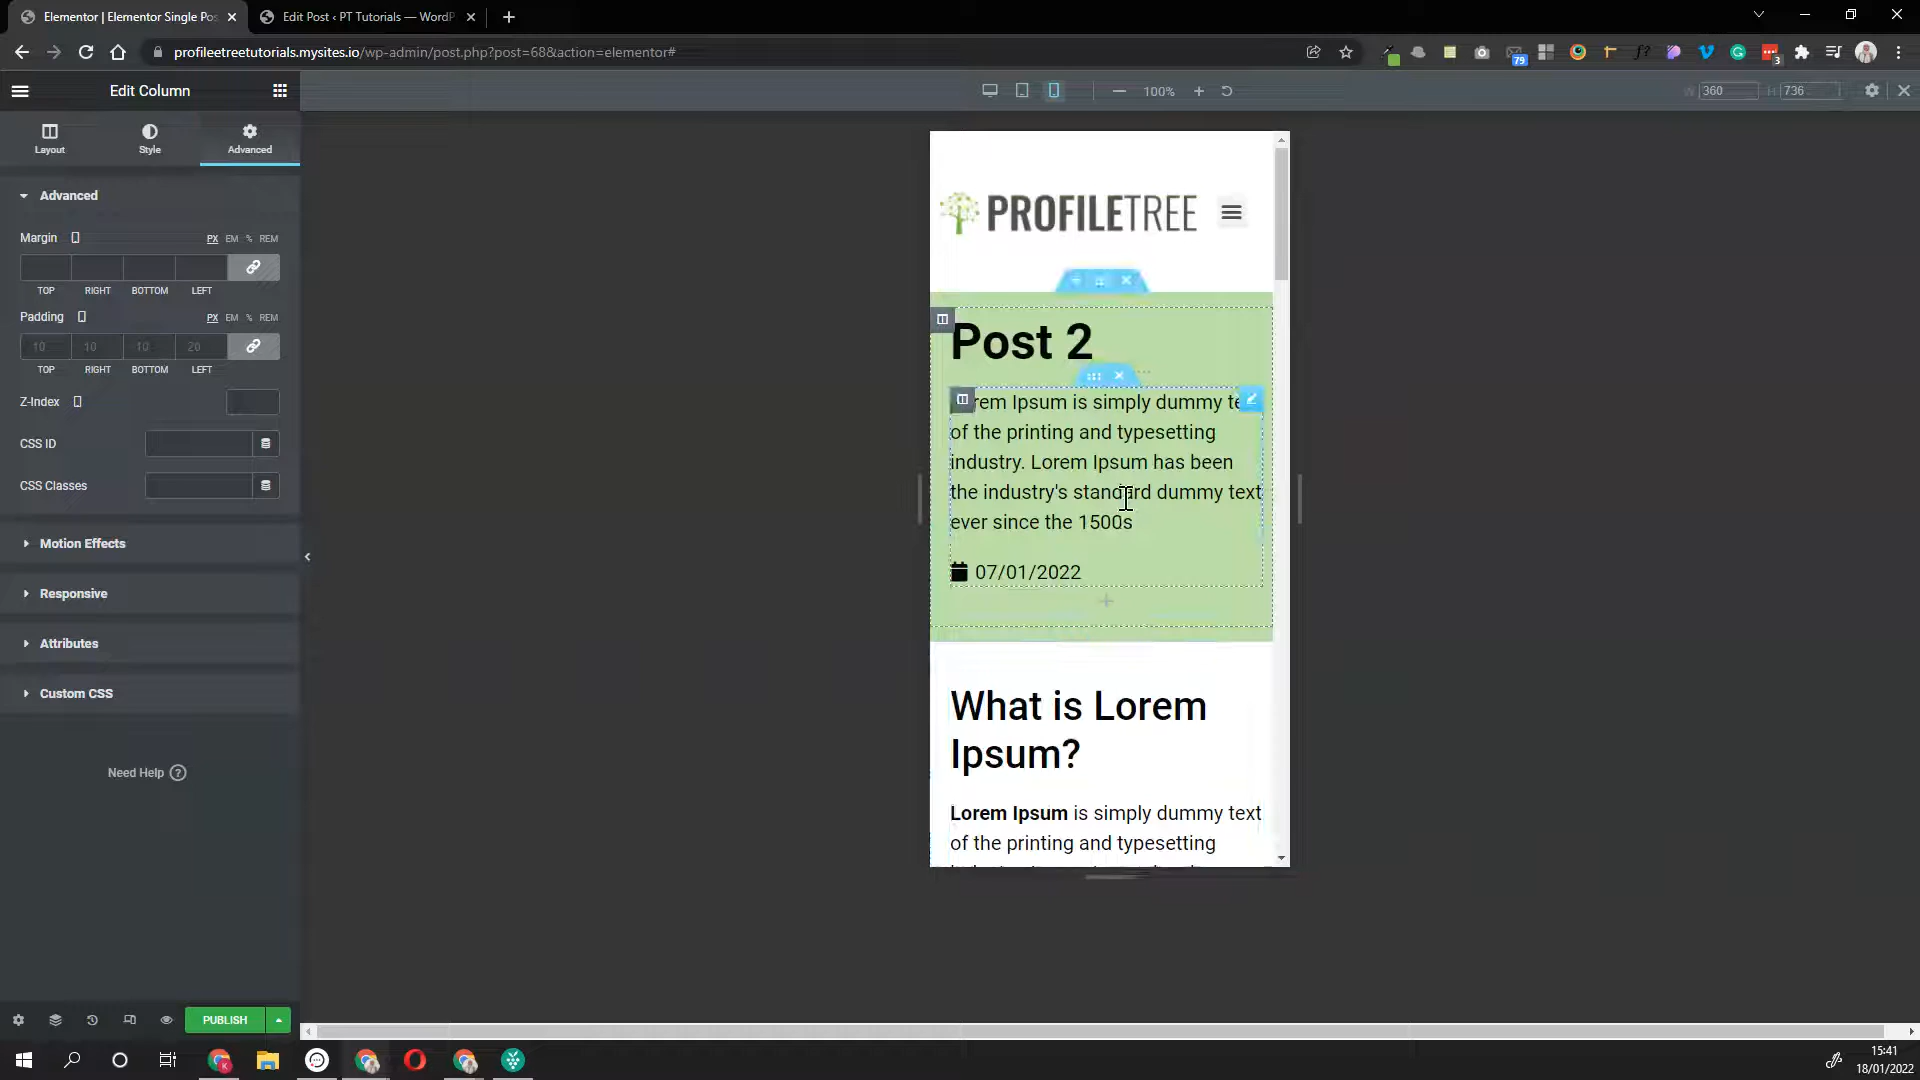 Elementor | Elementor Single Pos
Edit Post ‹ PT Tutorials — WordP
profileetreetutorials.mysites.io/wp-admin/post.php?post=68&action=elementor#
79
f?
3
Edit Column
100%
W 360
H 736
Layout
Style
Advanced
Advanced
Margin
PX EM % REM
TOP RIGHT BOTTOM LEFT
Padding
PX EM % REM
10 10 10 20
TOP RIGHT BOTTOM LEFT
Z-Index
CSS ID
CSS Classes
Motion Effects
Responsive
Attributes
Custom CSS
Need Help ?
PUBLISH
PROFILETREE
Post 2
rem Ipsum is simply dummy te
of the printing and typesetting
industry. Lorem Ipsum has been
the industry's standard dummy text
ever since the 1500s
07/01/2022
What is Lorem
Ipsum?
Lorem Ipsum is simply dummy text
of the printing and typesetting
15:41
18/01/2022